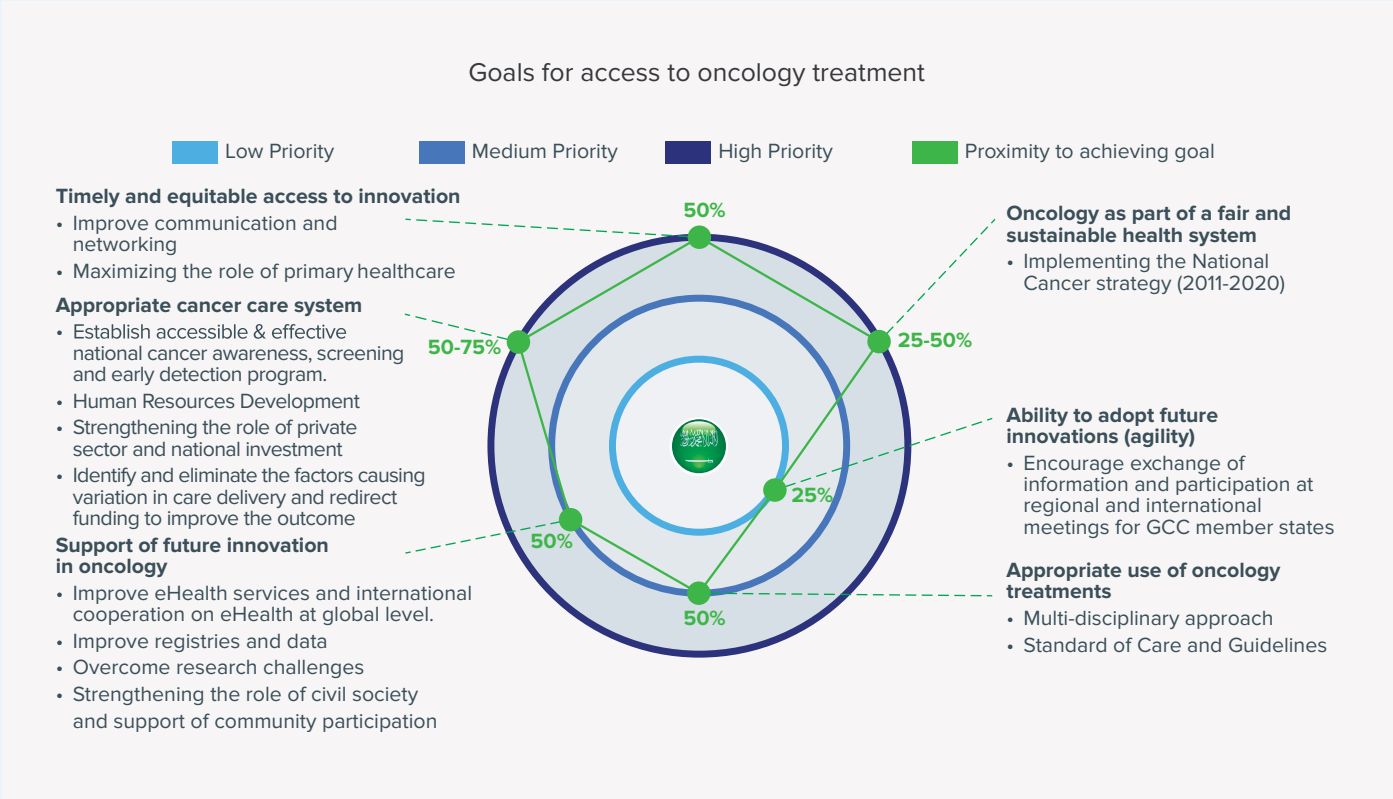 Goals for access to oncology treatment
Low Priority
Medium Priority
High Priority
Proximity to achieving goal
Timely and equitable access to innovation
• Improve communication and
networking
• Maximizing the role of primary healthcare
Appropriate cancer care system
• Establish accessible & effective
national cancer awareness, screening
and early detection program.
• Human Resources Development
• Strengthening the role of private
sector and national investment
• Identify and eliminate the factors causing
variation in care delivery and redirect
funding to improve the outcome
Support of future innovation
in oncology
• Improve eHealth services and international
cooperation on eHealth at global level.
• Improve registries and data
• Overcome research challenges
• Strengthening the role of civil society
and support of community participation
50%
50-75%
25-50%
25%
50%
50%
Oncology as part of a fair and
sustainable health system
• Implementing the National
Cancer strategy (2011-2020)
Ability to adopt future
innovations (agility)
• Encourage exchange of
information and participation at
regional and international
meetings for GCC member states
Appropriate use of oncology
treatments
• Multi-disciplinary approach
• Standard of Care and Guidelines